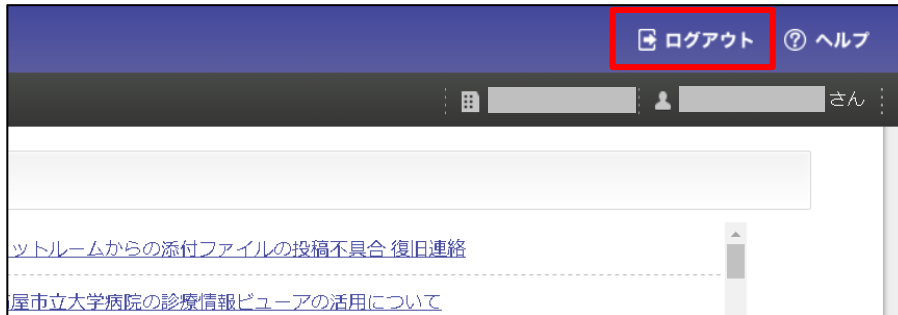 ログアウト ヘルプ
さん
ットルームからの添付ファイルの投稿不具合 復旧連絡
屋市立大学病院の診療情報ビューアの活用について